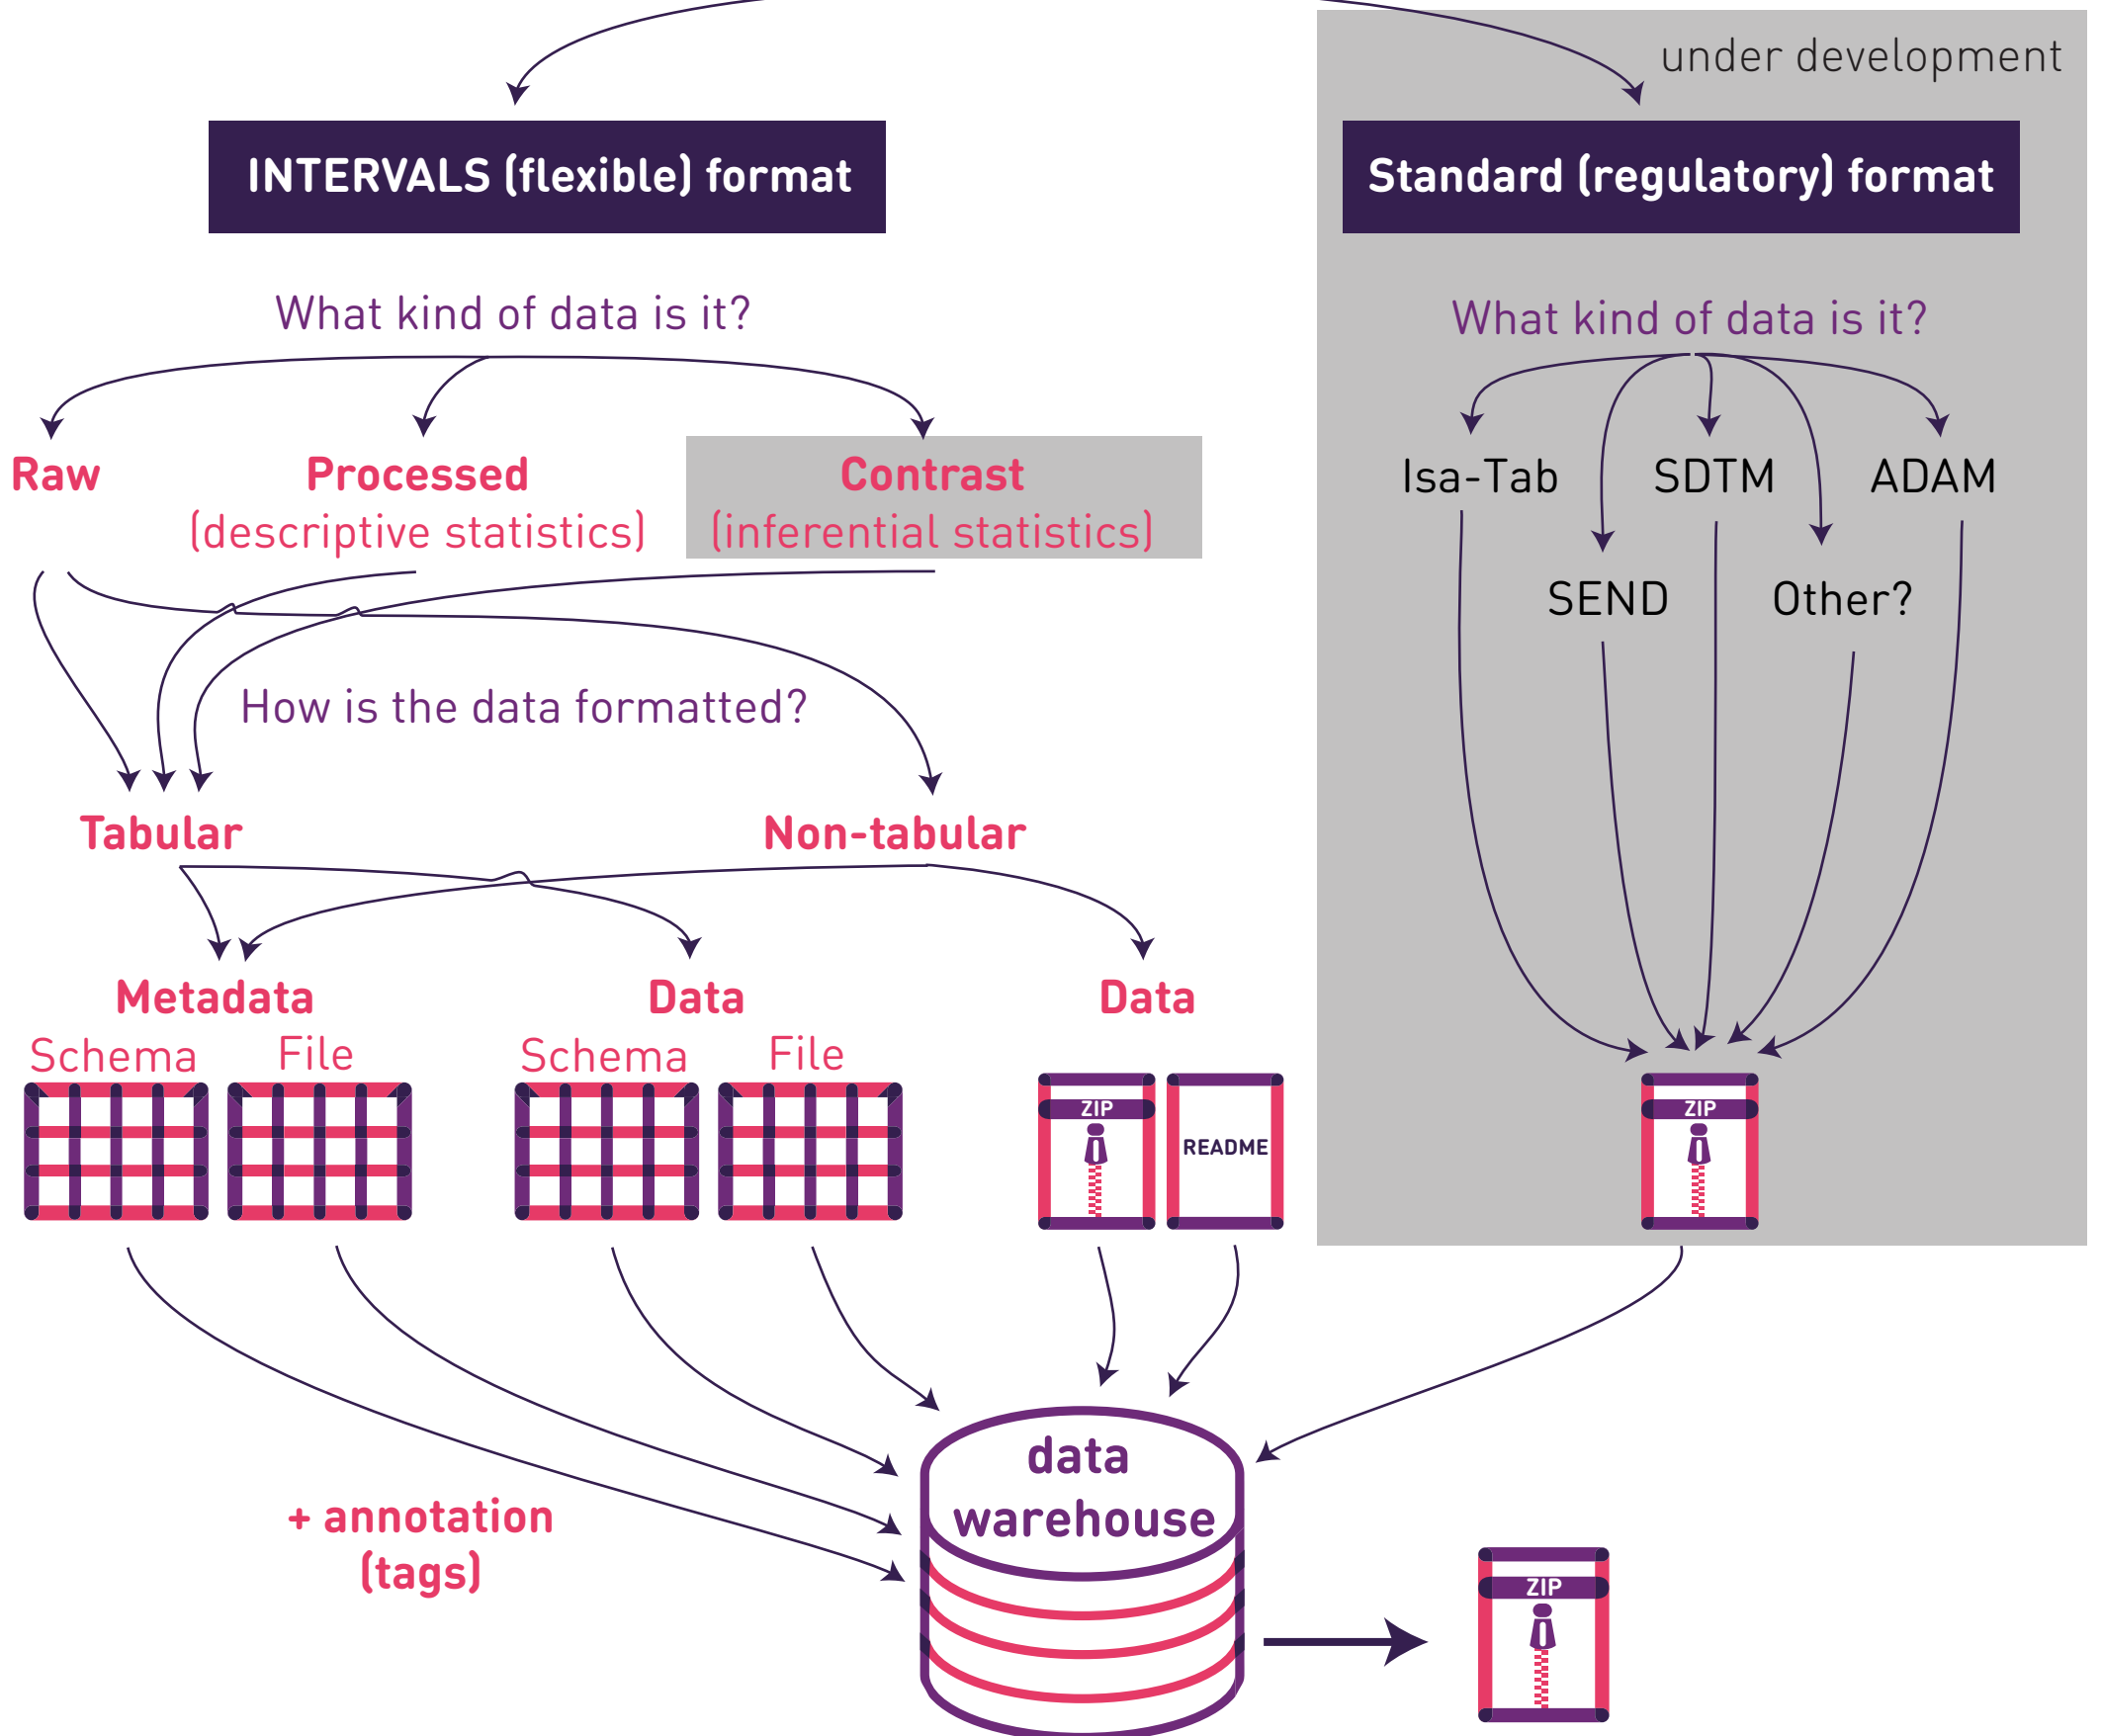 under development
INTERVALS (flexible) format
Standard (regulatory) format
What kind of data is it?
What kind of data is it?
Raw
Processed
(descriptive statistics)
Contrast
(inferential statistics)
Isa-Tab
SDTM
ADAM
SEND
Other?
How is the data formatted?
Tabular
Non-tabular
Metadata
Schema
File
Data
Schema
File
Data
ZIP
README
ZIP
data
warehouse
+ annotation
(tags)
ZIP